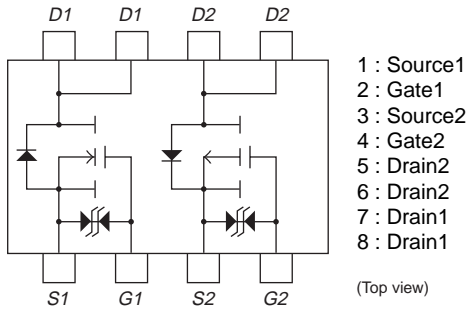 D1 D1 D2 D2
1 : Source1
2 : Gate1
3 : Source2
4 : Gate2
5 : Drain2
6 : Drain2
7 : Drain1
8 : Drain1
(Top view)
S1 G1 S2 G2